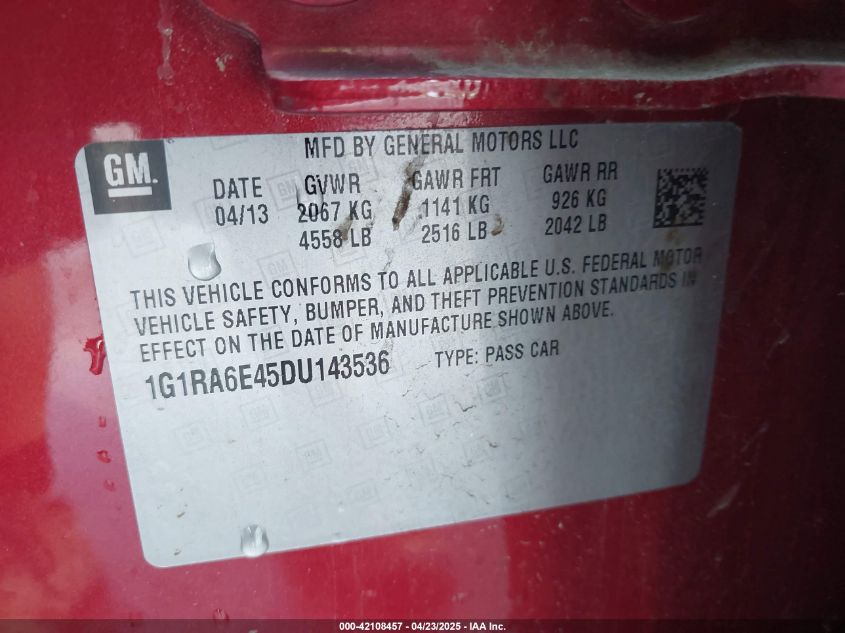 GM
MFD BY GENERAL MOTORS LLC
DATE GVWR GAWR FRT GAWR RR
04/13 2067 KG 1141 KG 926 KG
4558 LB 2516 LB 2042 LB
THIS VEHICLE CONFORMS TO ALL APPLICABLE U.S. FEDERAL MOTOR
VEHICLE SAFETY, BUMPER, AND THEFT PREVENTION STANDARDS IN
EFFECT ON THE DATE OF MANUFACTURE SHOWN ABOVE.
1G1RA6E45DU143536 TYPE: PASS CAR
000-42108457 - 04/23/2025 - IAA Inc.